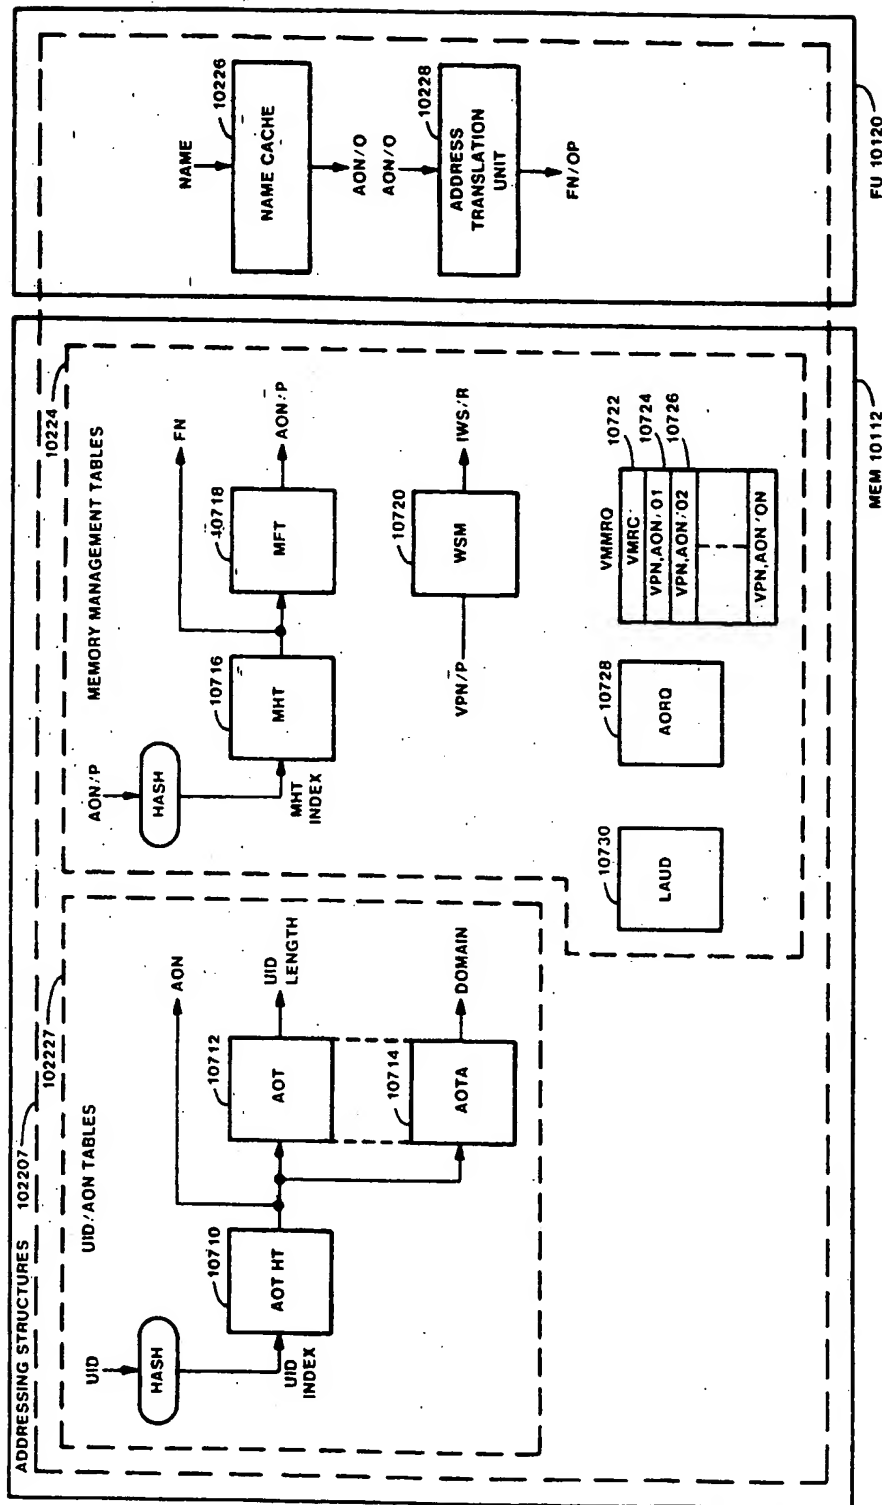 ADDRESSING STRUCTURES
102207
102227
UID/AON TABLES
UID
HASH
UID
INDEX
10710
AOT HT
AON
10712
AOT
UID
LENGTH
10714
AOTA
DOMAIN
10224
MEMORY MANAGEMENT TABLES
AON/P
HASH
MHT
INDEX
10716
MHT
FN
10718
MFT
AON/P
VPN/P
10720
WSM
IWS/R
10730
LAUD
10728
AORQ
VMMRQ
10722
VMRC
10724
VPN,AON/O1
10726
VPN,AON/O2
VPN,AON/ON
MEM 10112
NAME
10226
NAME CACHE
AON/O
AON/O
10228
ADDRESS
TRANSLATION
UNIT
FN/OP
FU 10120